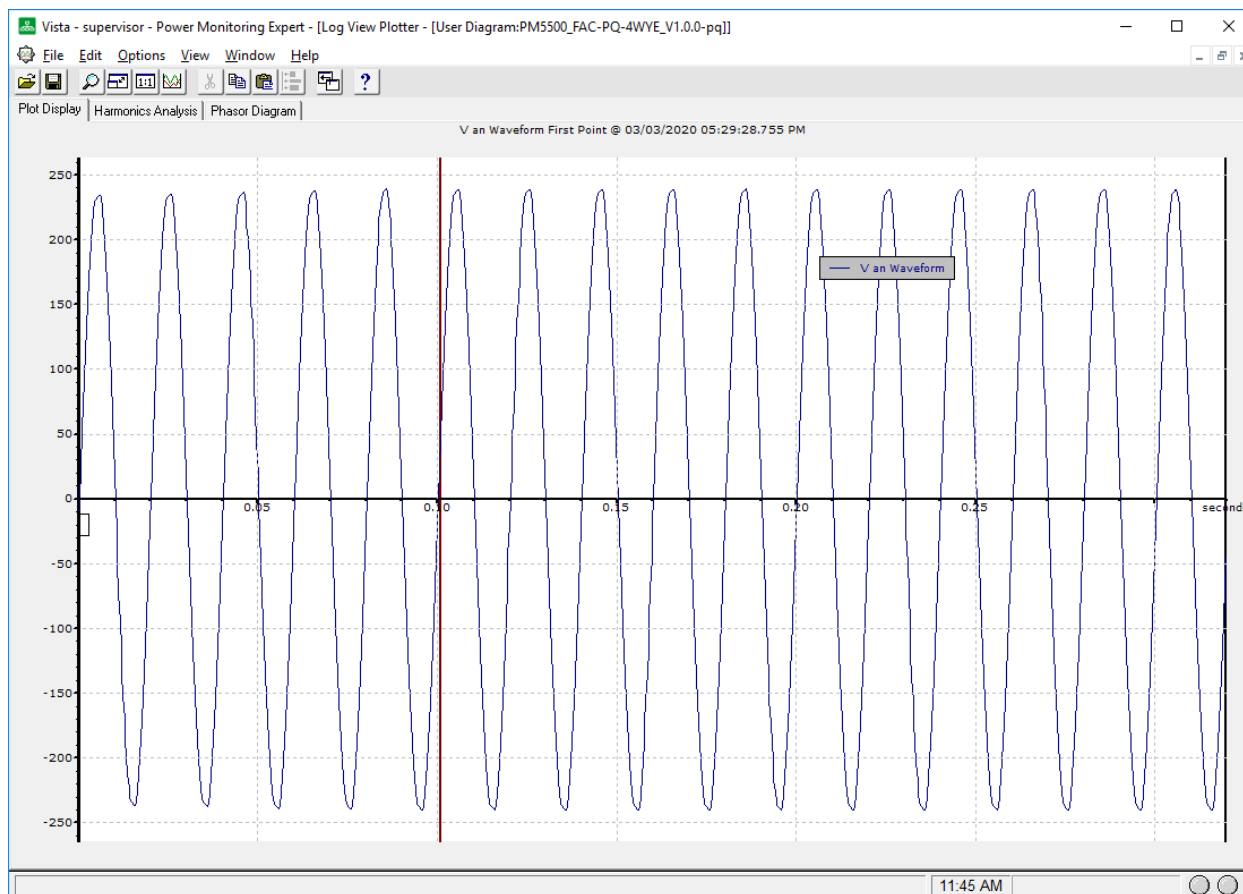 Vista - supervisor - Power Monitoring Expert - [Log View Plotter - [User Diagram:PM5500_FAC-PQ-4WYE_V1.0.0-pq]]
File Edit Options View Window Help
1:1 ?
Plot Display Harmonics Analysis Phasor Diagram
V an Waveform First Point @ 03/03/2020 05:29:28.755 PM
250
200
V an Waveform
150
100
50
0
0.05 0.10 0.15 0.20 0.25 second
-50
-100
-150
-200
-250
11:45 AM